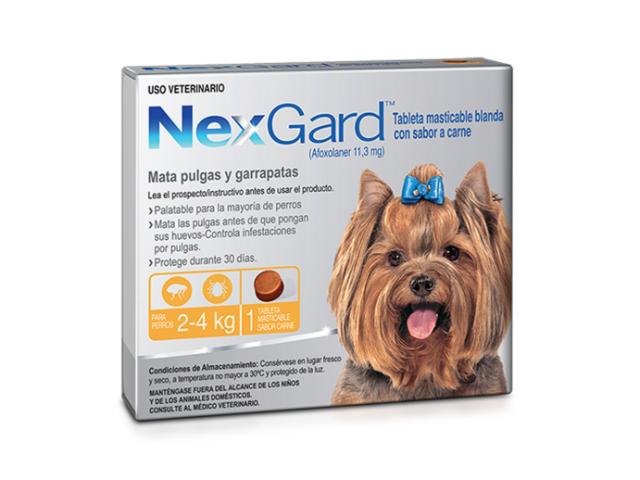 USO VETERINARIO
NexGard™
(Afoxolaner 11,3 mg)
Tableta masticable blanda
con sabor a carne
Mata pulgas y garrapatas
Lea el prospecto/instructivo antes de usar el producto.
›Palatable para la mayoría de perros
›Mata las pulgas antes de que pongan
sus huevos-Controla infestaciones
por pulgas.
›Protege durante 30 días.
PARA
PERROS
2-4 kg
1
TABLETA
MASTICABLE
SABOR CARNE
Condiciones de Almacenamiento: Consérvese en lugar fresco
y seco, a temperatura no mayor a 30º y protegido de la luz.
MANTÉNGASE FUERA DEL ALCANCE DE LOS NIÑOS
Y DE LOS ANIMALES DOMÉSTICOS.
CONSULTE AL MÉDICO VETERINARIO.